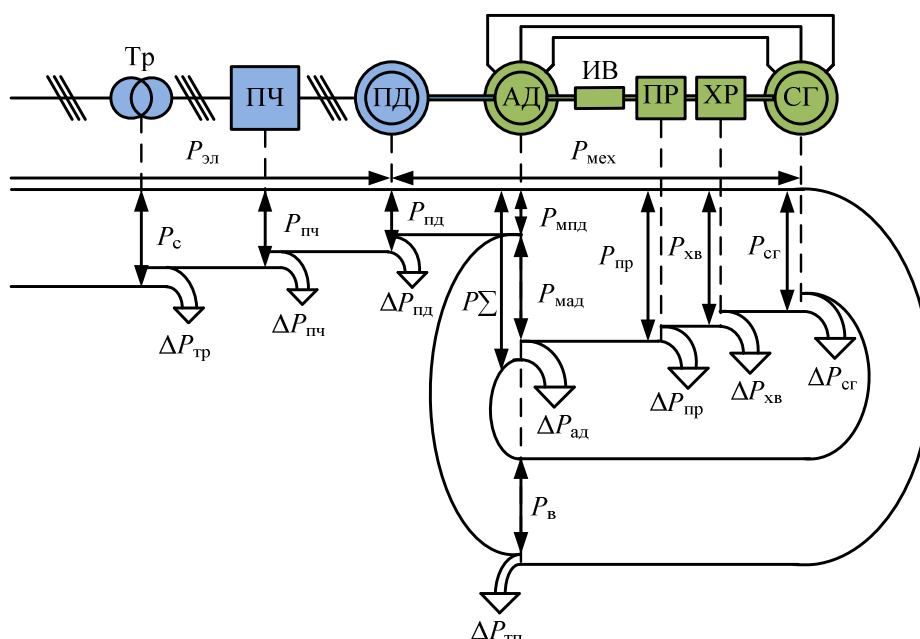 Тр
ПЧ
ПД
АД
ИВ
ПР
ХР
СГ
Pэл
Pмех
Pс
Pпч
Pпд
Pмпд
Pпр
Pхв
Pсг
P∑
Pмад
ΔPтр
ΔPпч
ΔPпд
ΔPад
ΔPпр
ΔPхв
ΔPсг
Pв
ΔPтп